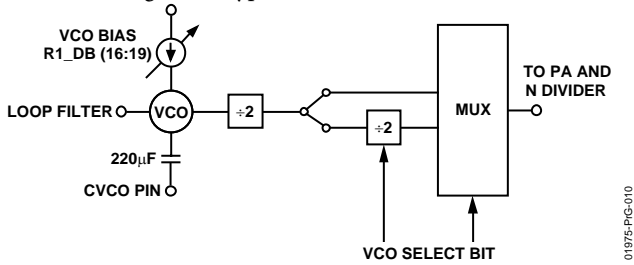 VCO BIAS
R1_DB (16:19)
LOOP FILTER
VCO
÷2
÷2
MUX
TO PA AND
N DIVIDER
220μF
CVCO PIN
VCO SELECT BIT
01975-PrG-010